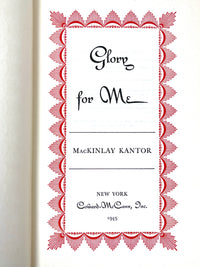 Glory
for Me
MacKINLAY KANTOR
NEW YORK
Coward-McCann, Inc.
1945